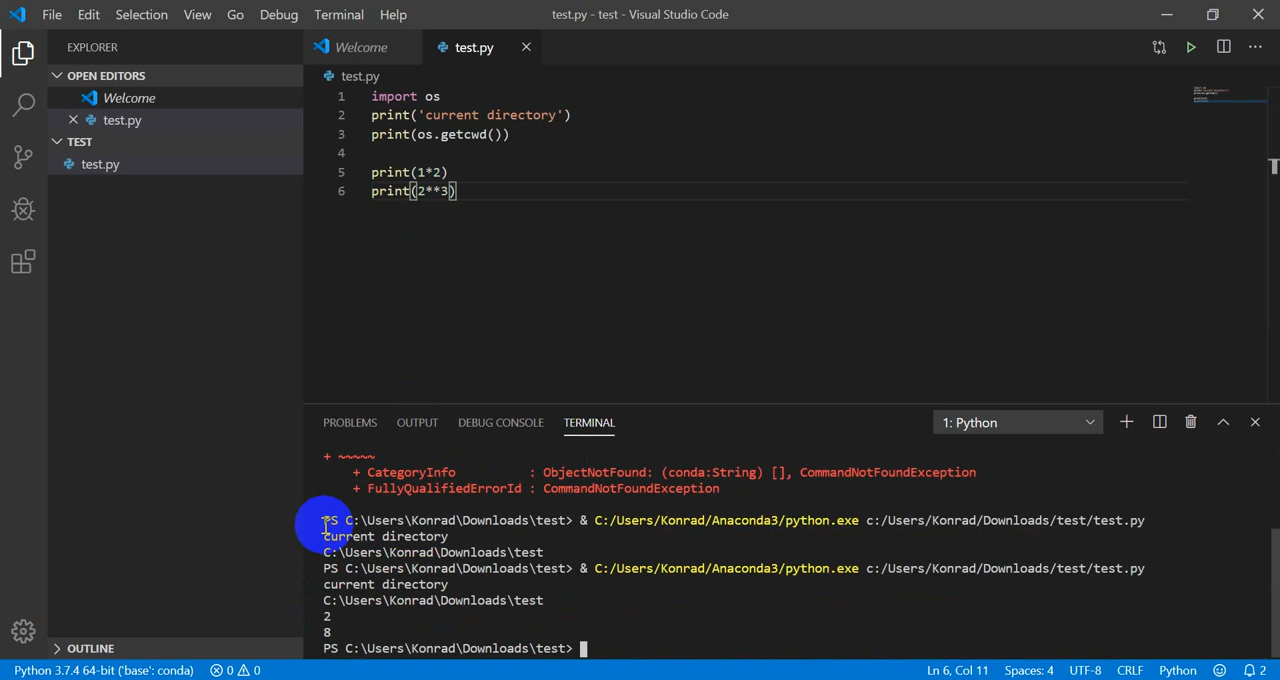 File Edit Selection View Go Debug Terminal Help test.py - test - Visual Studio Code
EXPLORER
OPEN EDITORS
Welcome
test.py
TEST
test.py
OUTLINE
Welcome test.py
test.py
1 import os
2 print('current directory')
3 print(os.getcwd())
4
5 print(1*2)
6 print(2**3)
PROBLEMS OUTPUT DEBUG CONSOLE TERMINAL 1: Python
+ ~~~~~
+ CategoryInfo : ObjectNotFound: (conda:String) [], CommandNotFoundException
+ FullyQualifiedErrorId : CommandNotFoundException
PS C:\Users\Konrad\Downloads\test> & C:/Users/Konrad/Anaconda3/python.exe c:/Users/Konrad/Downloads/test/test.py
current directory
C:\Users\Konrad\Downloads\test
PS C:\Users\Konrad\Downloads\test> & C:/Users/Konrad/Anaconda3/python.exe c:/Users/Konrad/Downloads/test/test.py
current directory
C:\Users\Konrad\Downloads\test
2
8
PS C:\Users\Konrad\Downloads\test>
Python 3.7.4 64-bit ('base': conda) 0 0 Ln 6, Col 11 Spaces: 4 UTF-8 CRLF Python 2